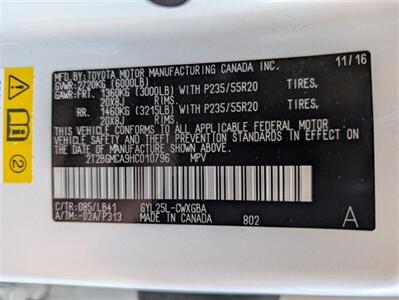 MFD. BY: TOYOTA MOTOR MANUFACTURING CANADA INC. 11/16
GVWR: 2720KG (6000LB)
GAWR: FRT. 1360KG (3000LB) WITH P235/55R20 TIRES,
20X8J RIMS.
RR. 1460KG (3215LB) WITH P235/55R20 TIRES,
20X8J RIMS.
THIS VEHICLE CONFORMS TO ALL APPLICABLE FEDERAL MOTOR
VEHICLE SAFETY, BUMPER, AND THEFT PREVENTION STANDARDS
IN EFFECT ON THE DATE OF MANUFACTURE SHOWN ABOVE.
2T2BGMCA9HC010796 MPV
C/TR: 085/LB41 GYL25L-CWXGBA
A/TM: -02A/P313 MADE IN CANADA 802 A
2